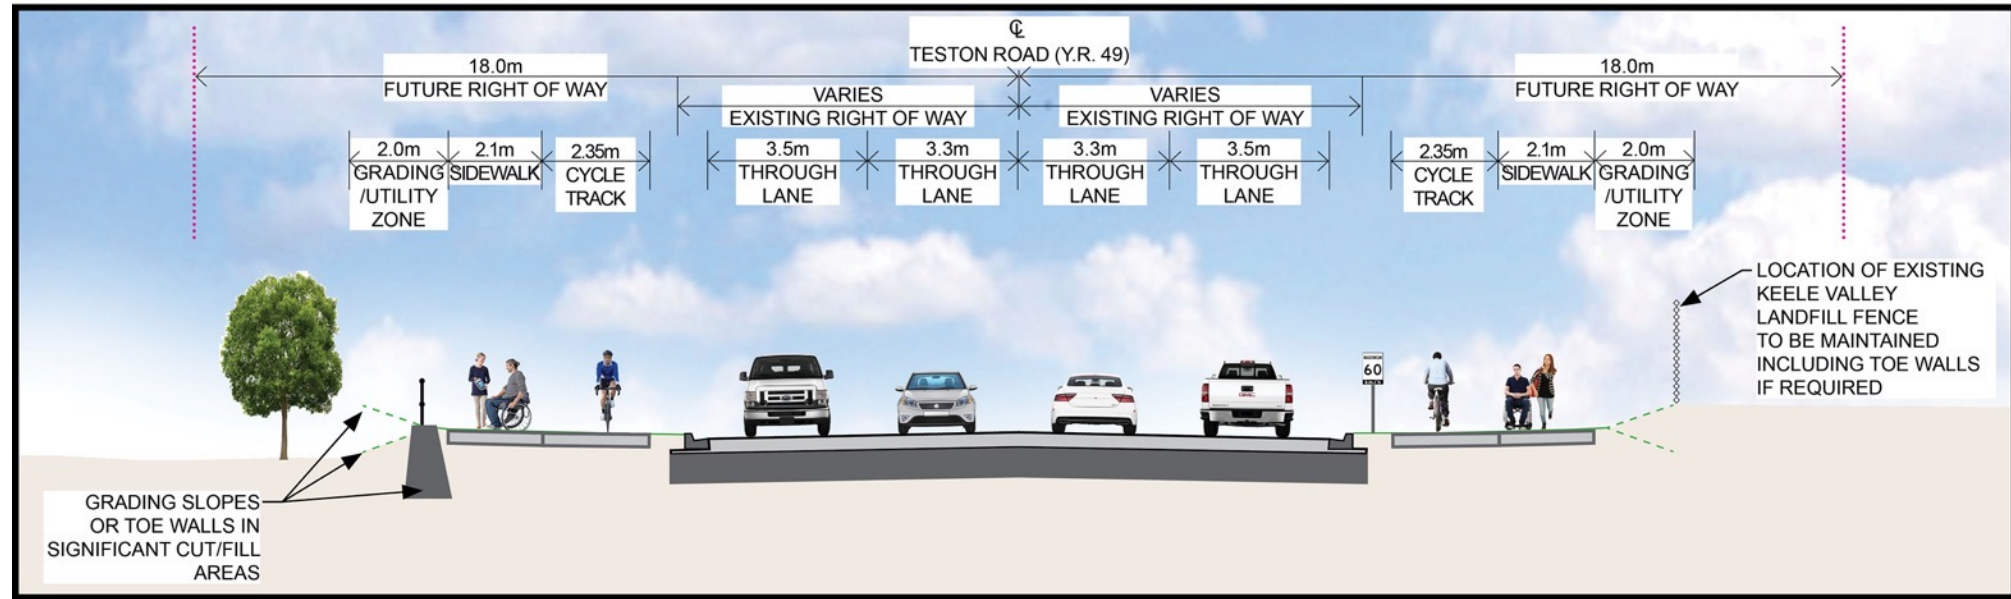 ℄
TESTON ROAD (Y.R. 49)
18.0m
FUTURE RIGHT OF WAY
18.0m
FUTURE RIGHT OF WAY
VARIES
EXISTING RIGHT OF WAY
VARIES
EXISTING RIGHT OF WAY
2.0m
GRADING
/UTILITY
ZONE
2.1m
SIDEWALK
2.35m
CYCLE
TRACK
3.5m
THROUGH
LANE
3.3m
THROUGH
LANE
3.3m
THROUGH
LANE
3.5m
THROUGH
LANE
2.35m
CYCLE
TRACK
2.1m
SIDEWALK
2.0m
GRADING
/UTILITY
ZONE
LOCATION OF EXISTING
KEELE VALLEY
LANDFILL FENCE
TO BE MAINTAINED
INCLUDING TOE WALLS
IF REQUIRED
MAXIMUM
60
GMC
GRADING SLOPES
OR TOE WALLS IN
SIGNIFICANT CUT/FILL
AREAS